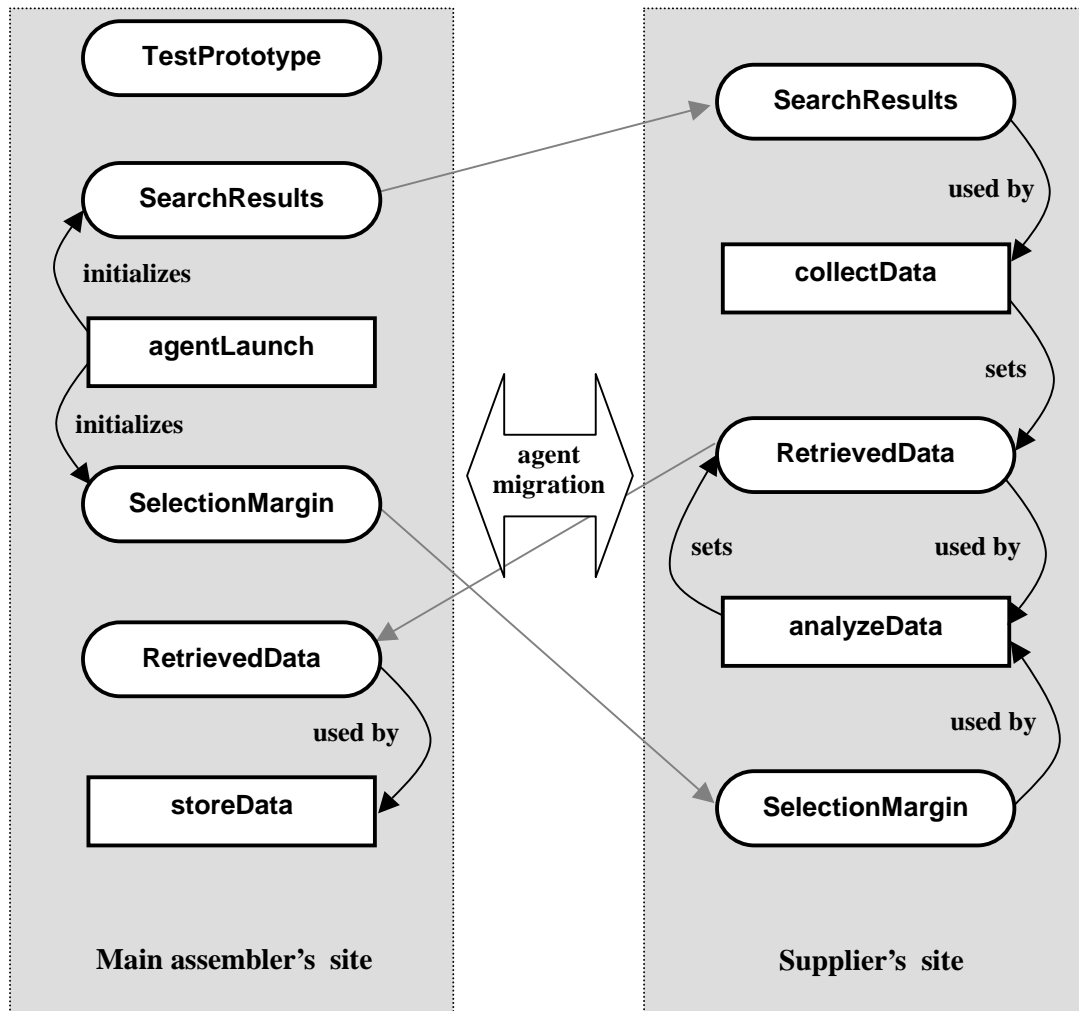 TestPrototype
SearchResults
initializes
agentLaunch
initializes
SelectionMargin
RetrievedData
used by
storeData
Main assembler’s site
agent
migration
SearchResults
used by
collectData
sets
RetrievedData
sets
used by
analyzeData
used by
SelectionMargin
Supplier’s site